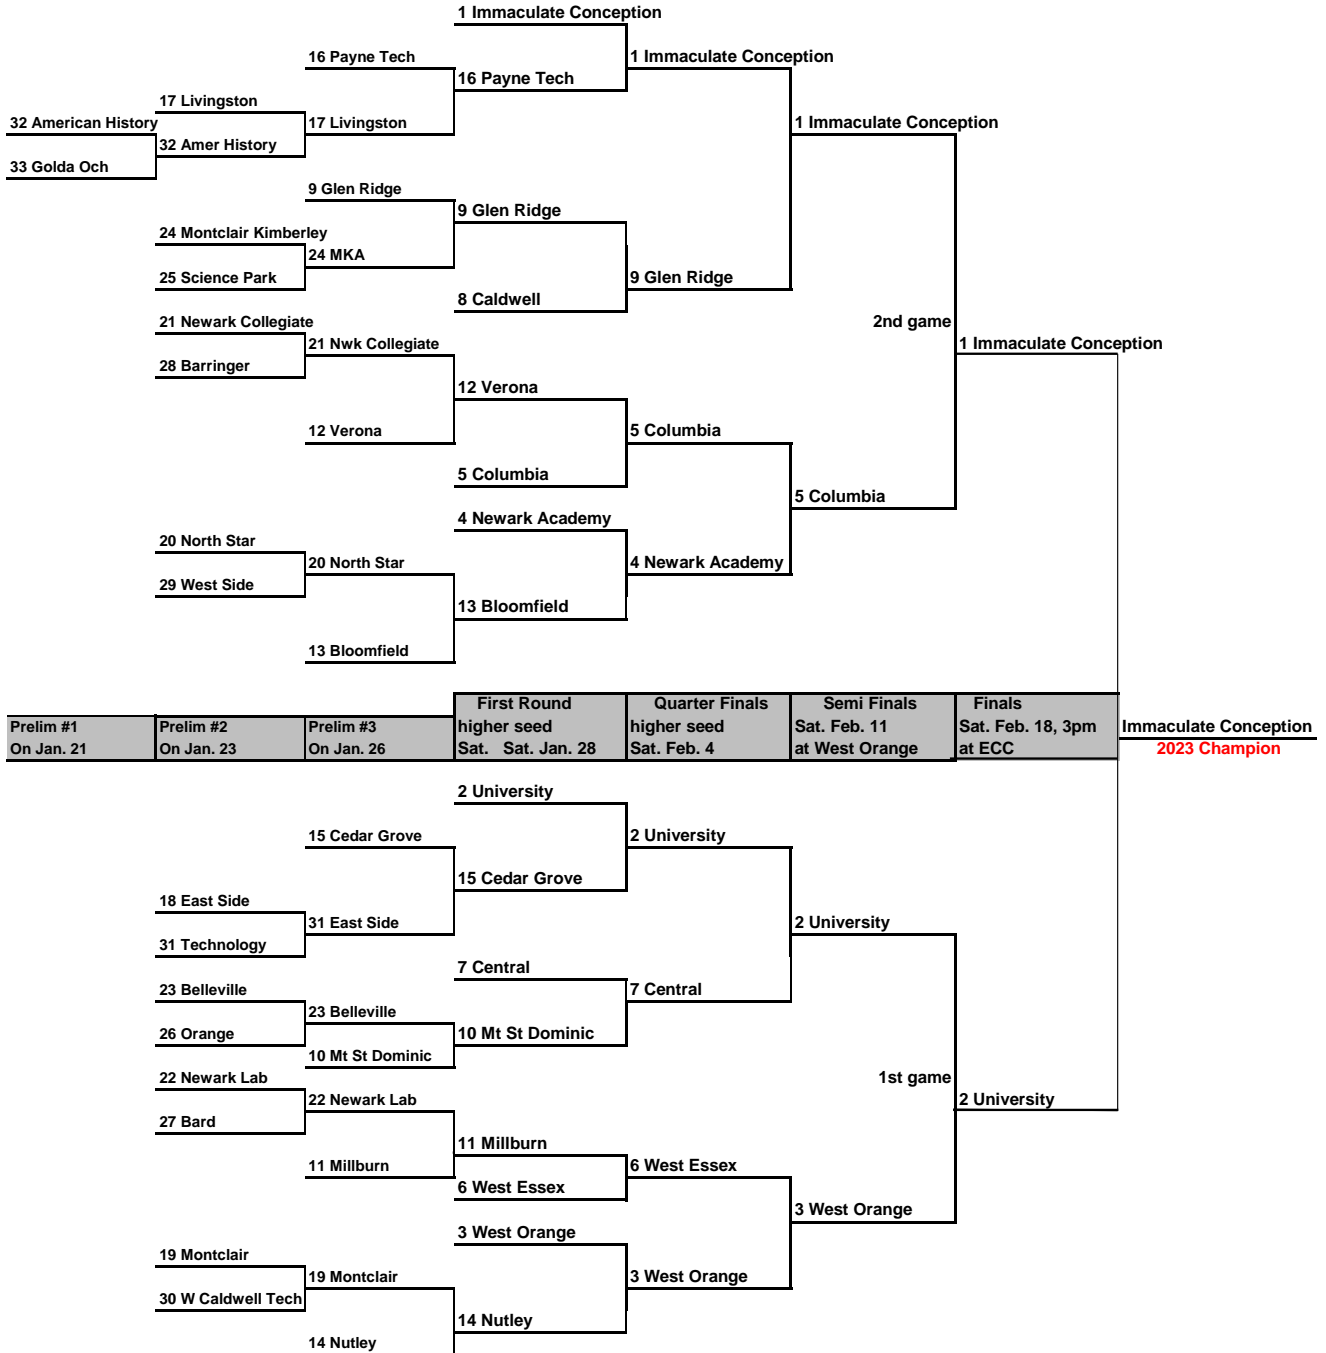 1 Immaculate Conception
16 Payne Tech
1 Immaculate Conception
16 Payne Tech
17 Livingston
32 American History
17 Livingston
1 Immaculate Conception
32 Amer History
33 Golda Och
9 Glen Ridge
9 Glen Ridge
24 Montclair Kimberley
24 MKA
25 Science Park
9 Glen Ridge
8 Caldwell
21 Newark Collegiate
2nd game
21 Nwk Collegiate
1 Immaculate Conception
28 Barringer
12 Verona
12 Verona
5 Columbia
5 Columbia
5 Columbia
4 Newark Academy
20 North Star
20 North Star
4 Newark Academy
29 West Side
13 Bloomfield
13 Bloomfield
First Round
Quarter Finals
Semi Finals
Finals
Prelim #1
Prelim #2
Prelim #3
higher seed
higher seed
Sat. Feb. 11
Sat. Feb. 18, 3pm
Immaculate Conception
On Jan. 21
On Jan. 23
On Jan. 26
Sat. Sat. Jan. 28
Sat. Feb. 4
at West Orange
at ECC
2023 Champion
2 University
15 Cedar Grove
2 University
15 Cedar Grove
18 East Side
31 East Side
2 University
31 Technology
7 Central
23 Belleville
7 Central
23 Belleville
26 Orange
10 Mt St Dominic
10 Mt St Dominic
22 Newark Lab
1st game
22 Newark Lab
2 University
27 Bard
11 Millburn
11 Millburn
6 West Essex
6 West Essex
3 West Orange
3 West Orange
19 Montclair
19 Montclair
3 West Orange
30 W Caldwell Tech
14 Nutley
14 Nutley